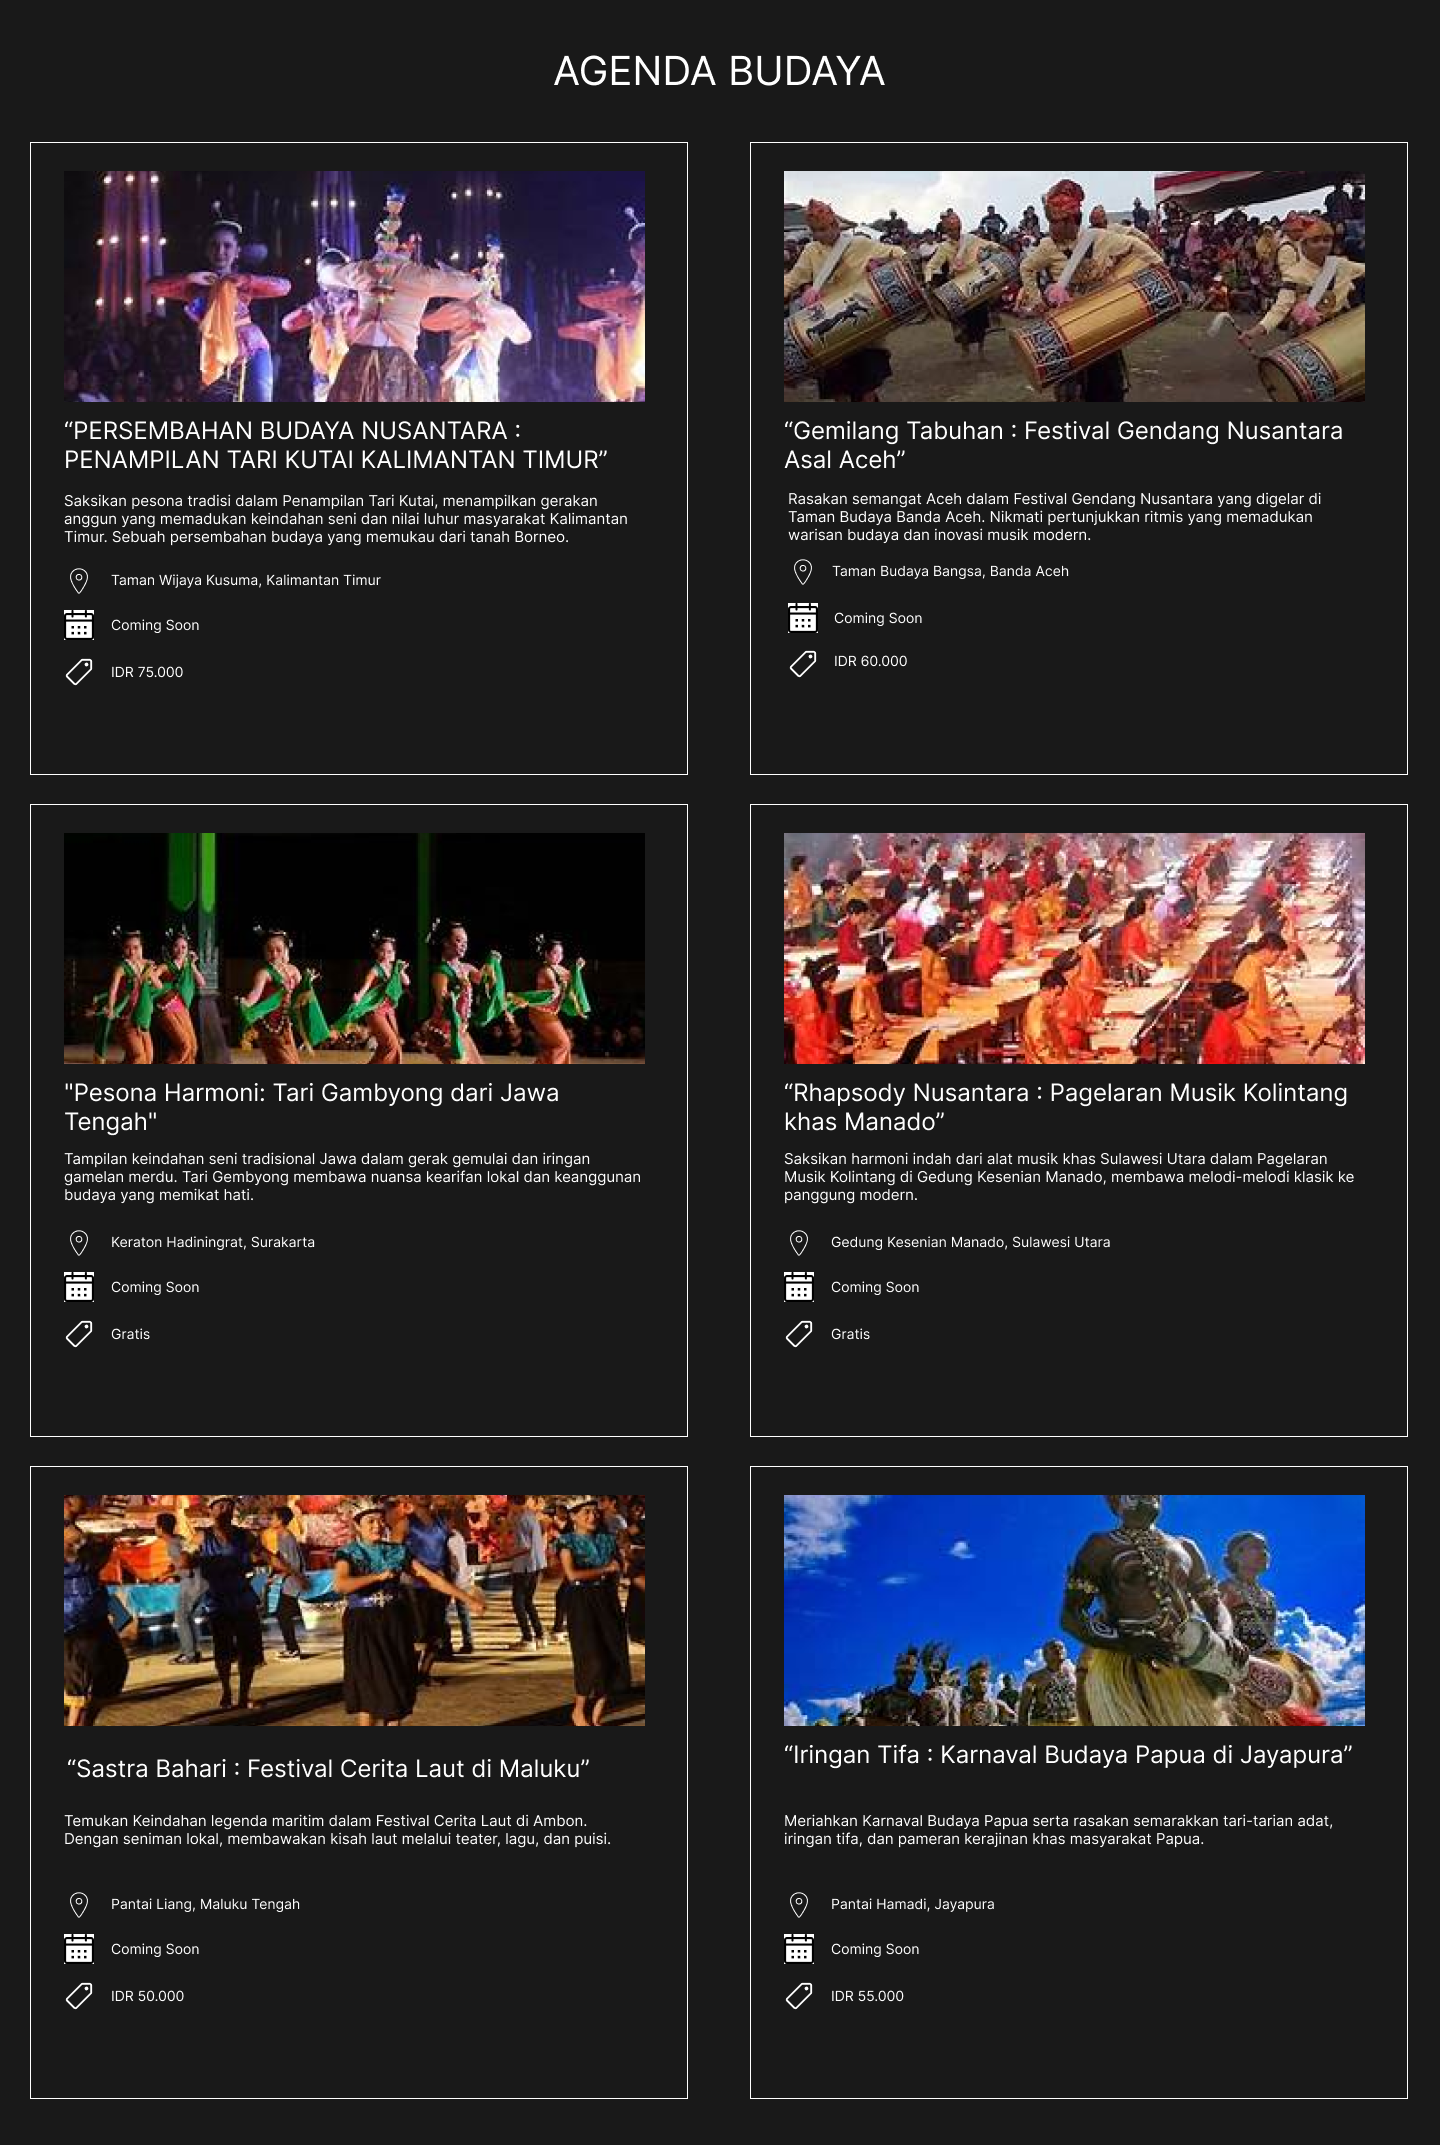 AGENDA BUDAYA
“PERSEMBAHAN BUDAYA NUSANTARA :
PENAMPILAN TARI KUTAI KALIMANTAN TIMUR”
Saksikan pesona tradisi dalam Penampilan Tari Kutai, menampilkan gerakan
anggun yang memadukan keindahan seni dan nilai luhur masyarakat Kalimantan
Timur. Sebuah persembahan budaya yang memukau dari tanah Borneo.
Taman Wijaya Kusuma, Kalimantan Timur
Coming Soon
IDR 75.000
“Gemilang Tabuhan : Festival Gendang Nusantara
Asal Aceh”
Rasakan semangat Aceh dalam Festival Gendang Nusantara yang digelar di
Taman Budaya Banda Aceh. Nikmati pertunjukkan ritmis yang memadukan
warisan budaya dan inovasi musik modern.
Taman Budaya Bangsa, Banda Aceh
Coming Soon
IDR 60.000
"Pesona Harmoni: Tari Gambyong dari Jawa
Tengah"
Tampilan keindahan seni tradisional Jawa dalam gerak gemulai dan iringan
gamelan merdu. Tari Gembyong membawa nuansa kearifan lokal dan keanggunan
budaya yang memikat hati.
Keraton Hadiningrat, Surakarta
Coming Soon
Gratis
“Rhapsody Nusantara : Pagelaran Musik Kolintang
khas Manado”
Saksikan harmoni indah dari alat musik khas Sulawesi Utara dalam Pagelaran
Musik Kolintang di Gedung Kesenian Manado, membawa melodi-melodi klasik ke
panggung modern.
Gedung Kesenian Manado, Sulawesi Utara
Coming Soon
Gratis
“Sastra Bahari : Festival Cerita Laut di Maluku”
Temukan Keindahan legenda maritim dalam Festival Cerita Laut di Ambon.
Dengan seniman lokal, membawakan kisah laut melalui teater, lagu, dan puisi.
Pantai Liang, Maluku Tengah
Coming Soon
IDR 50.000
“Iringan Tifa : Karnaval Budaya Papua di Jayapura”
Meriahkan Karnaval Budaya Papua serta rasakan semarakkan tari-tarian adat,
iringan tifa, dan pameran kerajinan khas masyarakat Papua.
Pantai Hamadi, Jayapura
Coming Soon
IDR 55.000